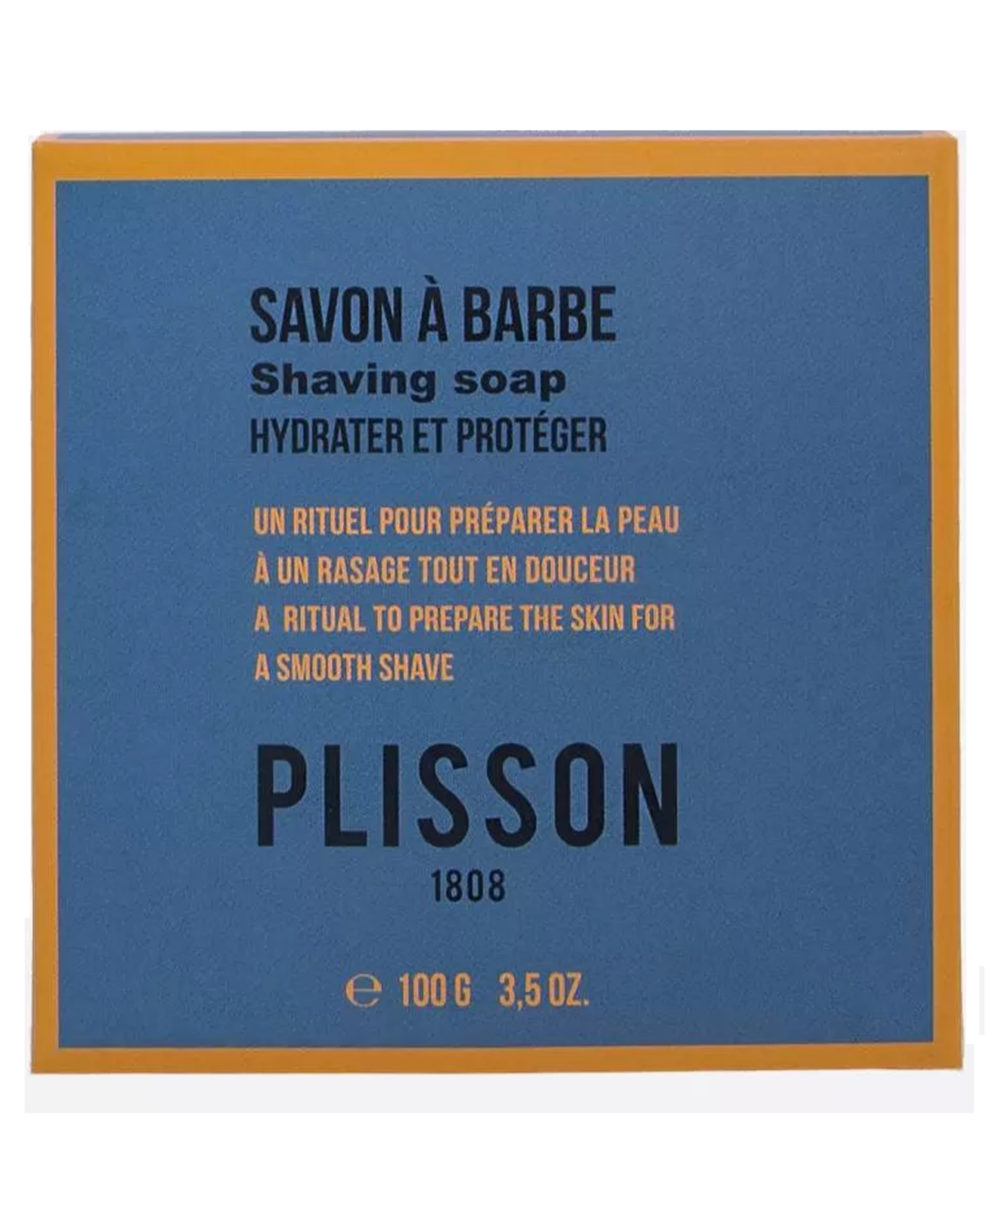 SAVON À BARBE
Shaving soap
HYDRATER ET PROTÉGER
UN RITUEL POUR PRÉPARER LA PEAU
À UN RASAGE TOUT EN DOUCEUR
A RITUAL TO PREPARE THE SKIN FOR
A SMOOTH SHAVE
PLISSON
1808
℮ 100 G 3,5 OZ.